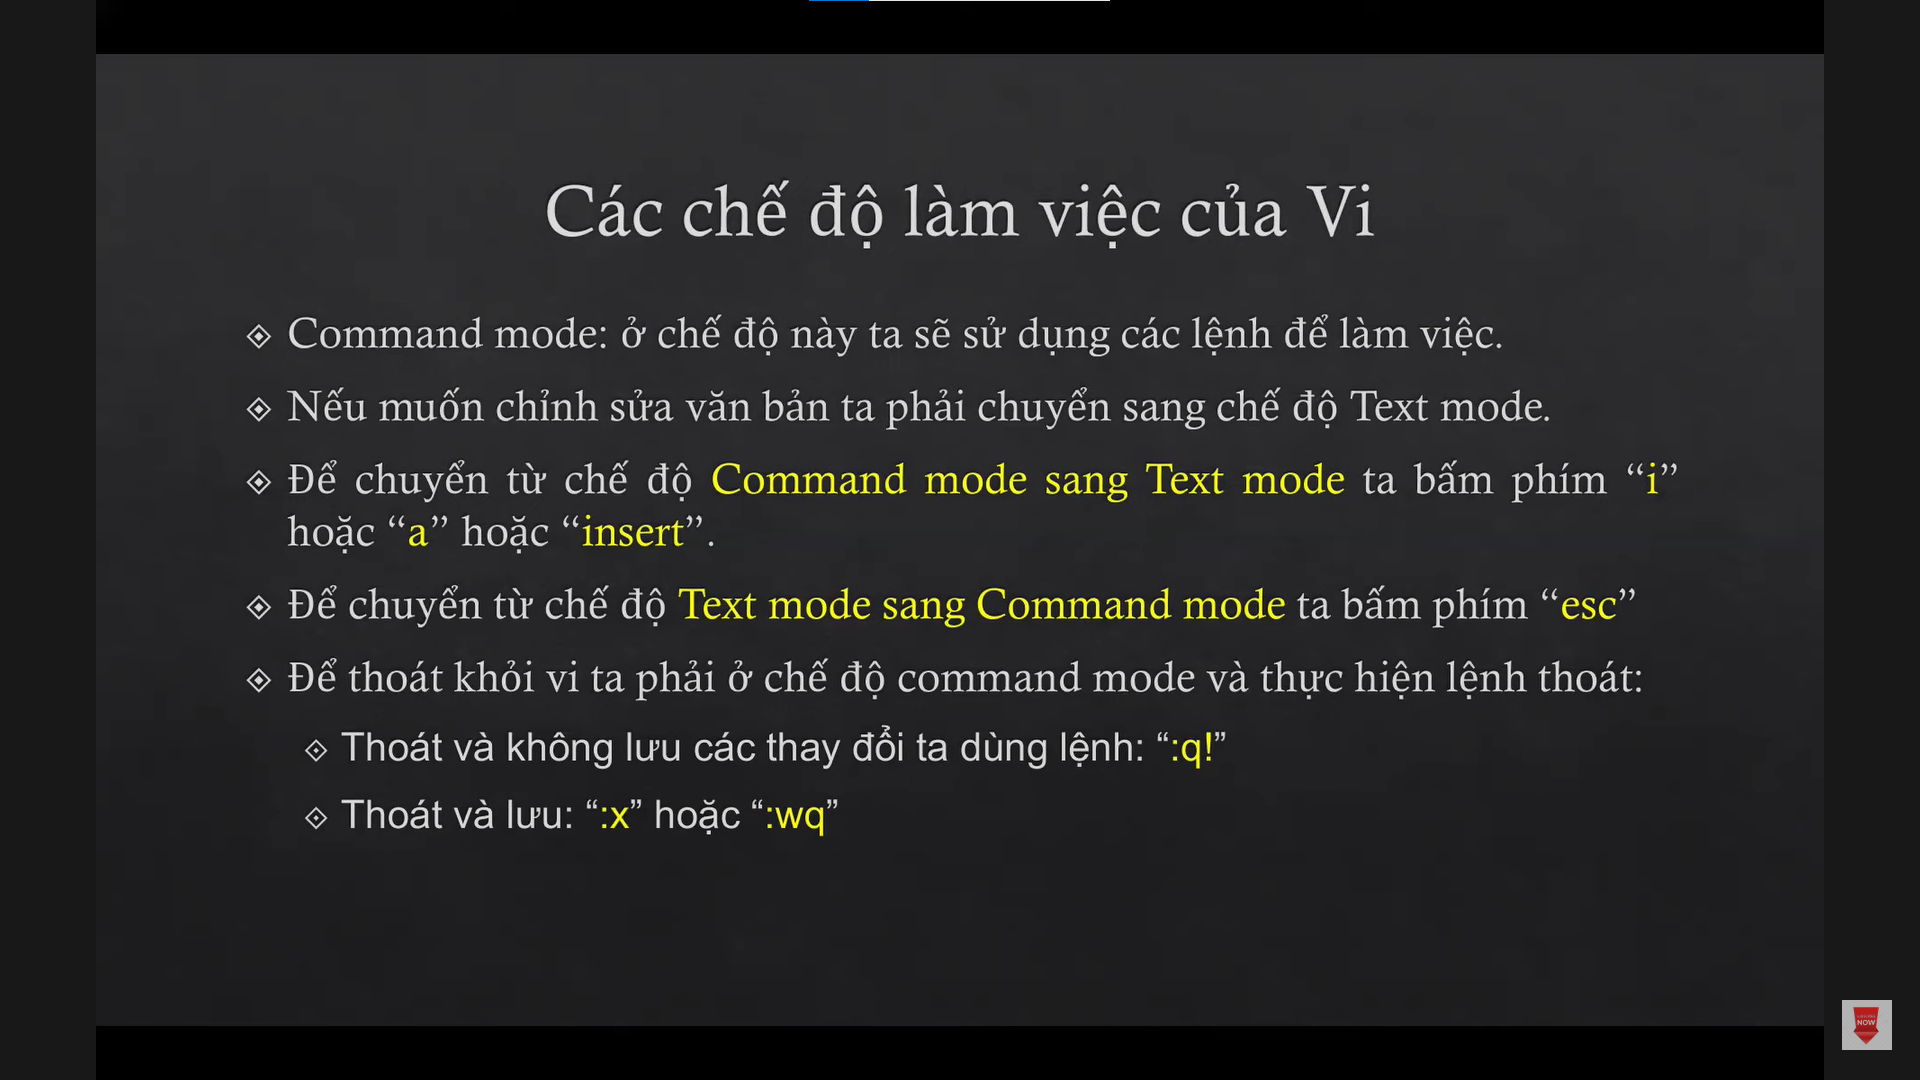 Các chế độ làm việc của Vi
Command mode: ở chế độ này ta sẽ sử dụng các lệnh để làm việc.
Nếu muốn chỉnh sửa văn bản ta phải chuyển sang chế độ Text mode.
Để chuyển từ chế độ Command mode sang Text mode ta bấm phím “i”
hoặc “a” hoặc “insert”.
Để chuyển từ chế độ Text mode sang Command mode ta bấm phím “esc”
Để thoát khỏi vi ta phải ở chế độ command mode và thực hiện lệnh thoát:
Thoát và không lưu các thay đổi ta dùng lệnh: “:q!”
Thoát và lưu: “:x” hoặc “:wq”
NOW